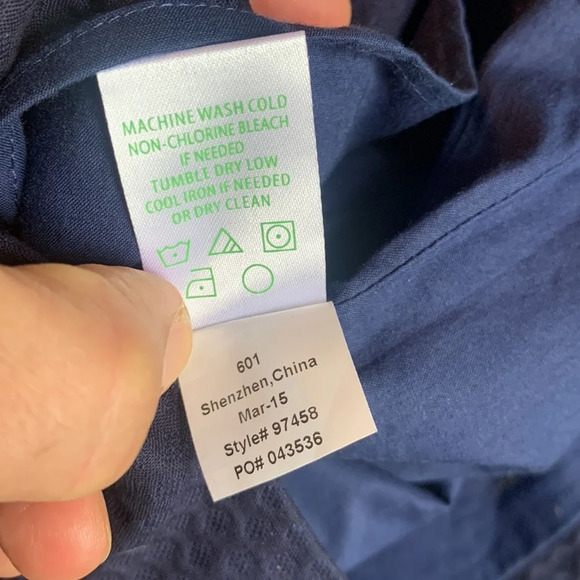 MACHINE WASH COLD
NON-CHLORINE BLEACH
IF NEEDED
TUMBLE DRY LOW
COOL IRON IF NEEDED
OR DRY CLEAN
601
Shenzhen,China
Mar-15
Style# 97458
PO# 043536